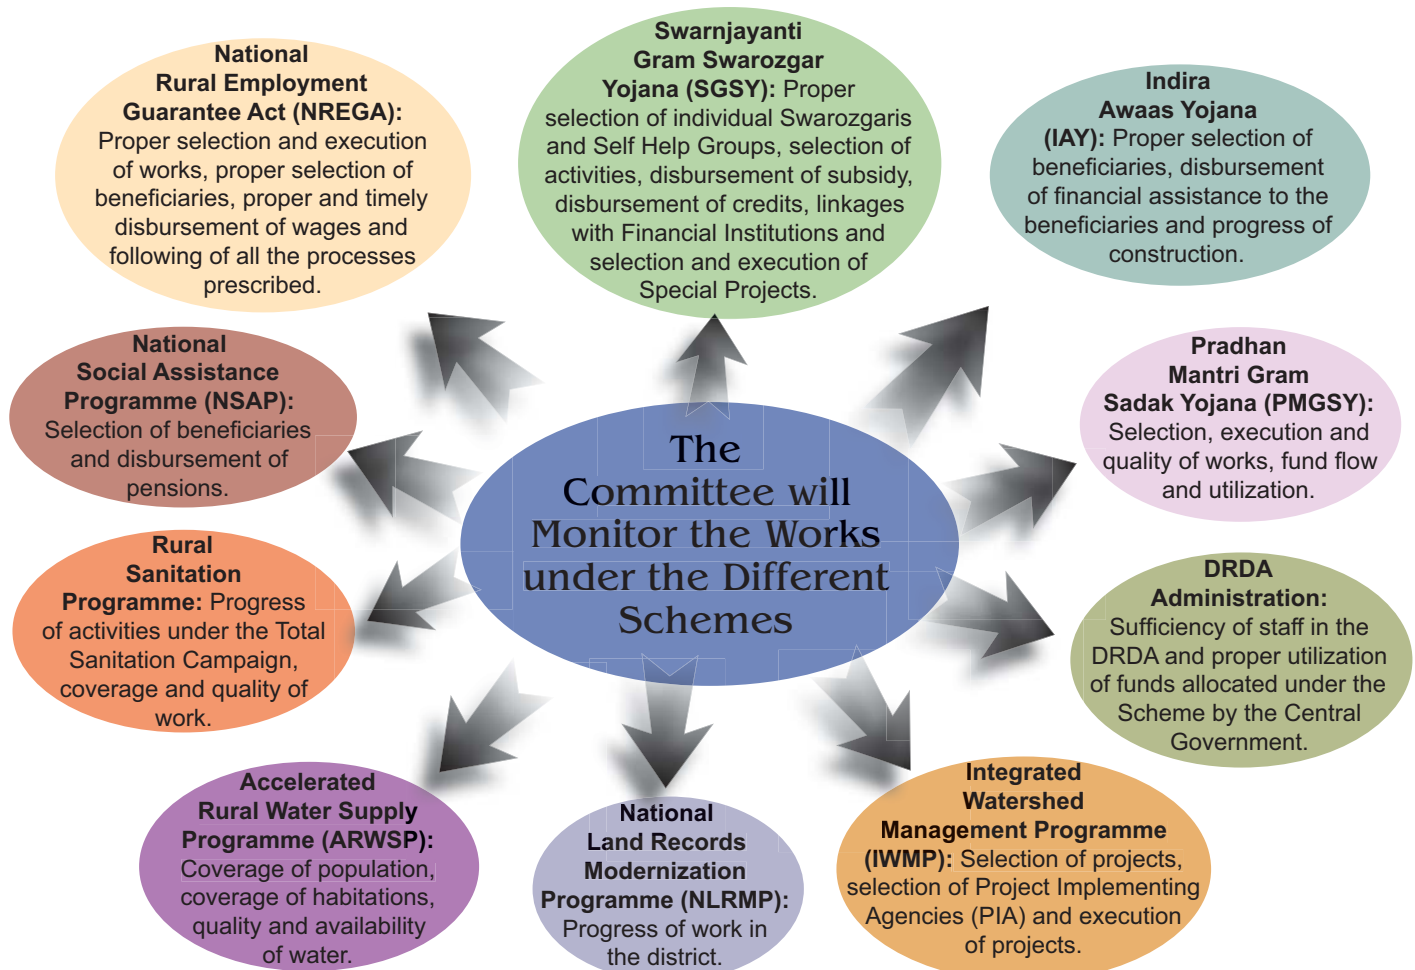 National
Rural Employment
Guarantee Act (NREGA):
Proper selection and execution
of works, proper selection of
beneficiaries, proper and timely
disbursement of wages and
following of all the processes
prescribed.
Swarnjayanti
Gram Swarozgar
Yojana (SGSY): Proper
selection of individual Swarozgaris
and Self Help Groups, selection of
activities, disbursement of subsidy,
disbursement of credits, linkages
with Financial Institutions and
selection and execution of
Special Projects.
Indira
Awaas Yojana
(IAY): Proper selection of
beneficiaries, disbursement
of financial assistance to the
beneficiaries and progress of
construction.
National
Social Assistance
Programme (NSAP):
Selection of beneficiaries
and disbursement of
pensions.
The
Committee will
Monitor the Works
under the Different
Schemes
Pradhan
Mantri Gram
Sadak Yojana (PMGSY):
Selection, execution and
quality of works, fund flow
and utilization.
Rural
Sanitation
Programme: Progress
of activities under the Total
Sanitation Campaign,
coverage and quality of
work.
DRDA
Administration:
Sufficiency of staff in the
DRDA and proper utilization
of funds allocated under the
Scheme by the Central
Government.
Accelerated
Rural Water Supply
Programme (ARWSP):
Coverage of population,
coverage of habitations,
quality and availability
of water.
National
Land Records
Modernization
Programme (NLRMP):
Progress of work in
the district.
Integrated
Watershed
Management Programme
(IWMP): Selection of projects,
selection of Project Implementing
Agencies (PIA) and execution
of projects.